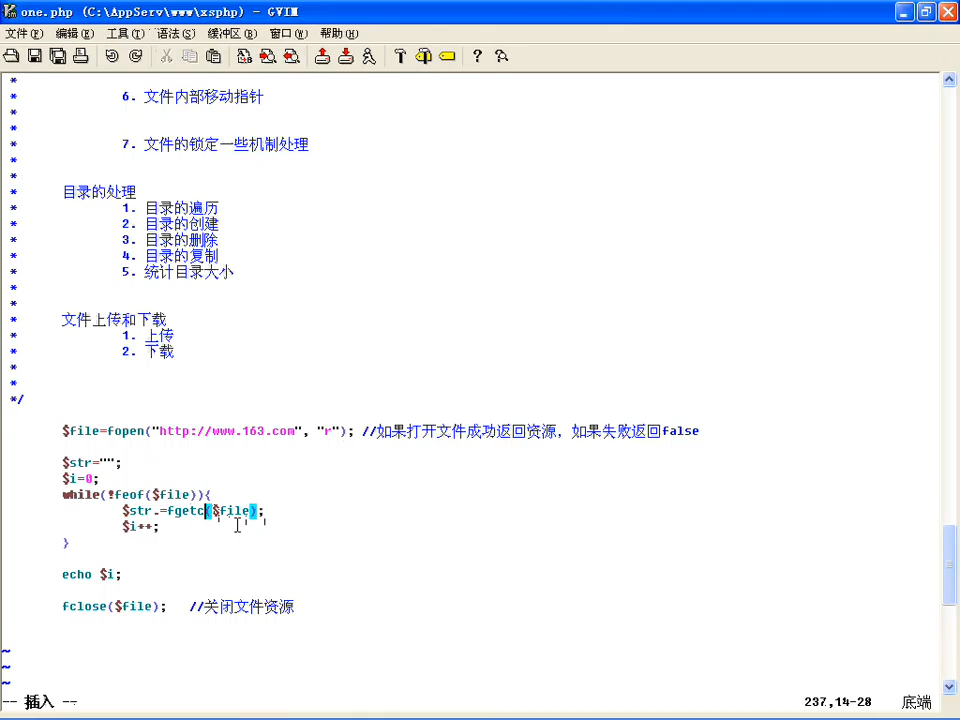 one.php (C:\AppServ\www\xsphp) - GVIM
文件(F) 编辑(E) 工具(T) 语法(S) 缓冲区(B) 窗口(W) 帮助(H)
*
* 6. 文件内部移动指针
*
*
* 7. 文件的锁定一些机制处理
*
*
* 目录的处理
* 1. 目录的遍历
* 2. 目录的创建
* 3. 目录的删除
* 4. 目录的复制
* 5. 统计目录大小
*
*
* 文件上传和下载
* 1. 上传
* 2. 下载
*
*
*/
$file=fopen("http://www.163.com", "r"); //如果打开文件成功返回资源，如果失败返回false
$str="";
$i=0;
while(!feof($file)){
$str.=fgetc($file);
$i++;
}
echo $i;
fclose($file); //关闭文件资源
~
~
~
-- 插入 -- 237,14-28 底端